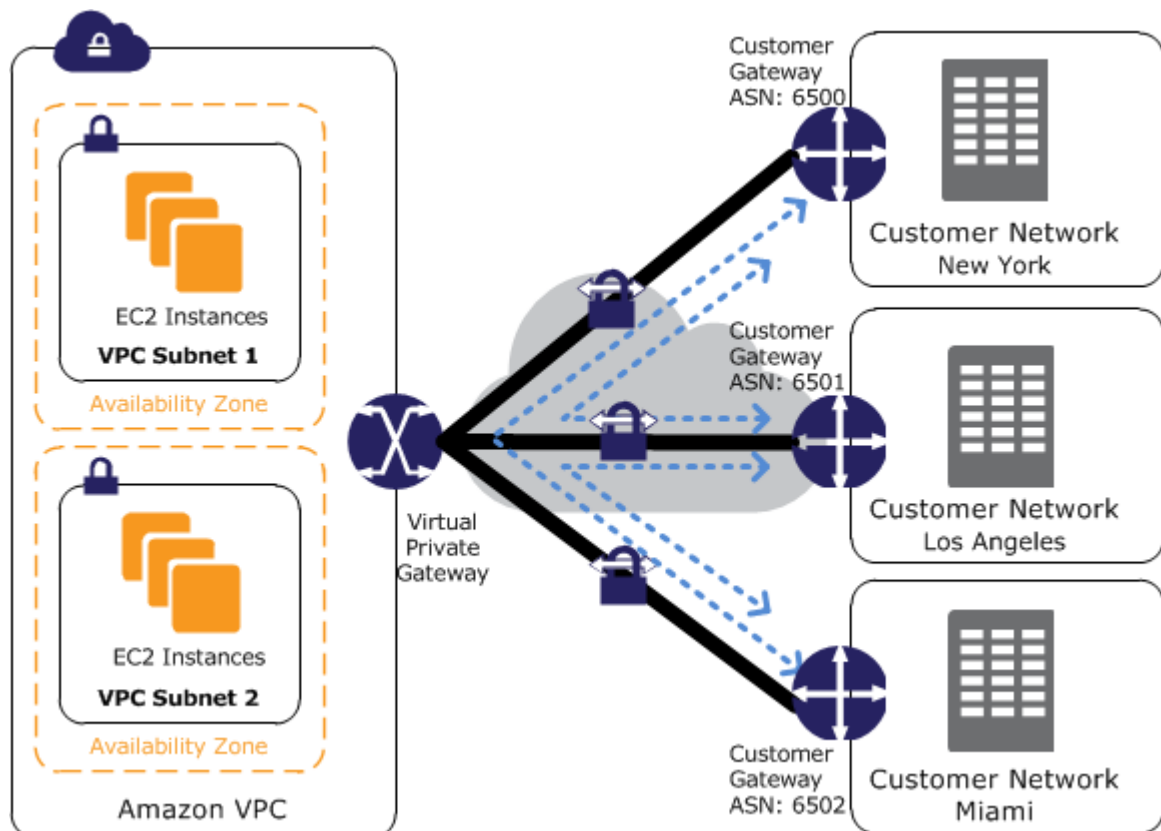 EC2 Instances
VPC Subnet 1
Availability Zone
EC2 Instances
VPC Subnet 2
Availability Zone
Amazon VPC
Virtual
Private
Gateway
Customer
Gateway
ASN: 6500
Customer Network
New York
Customer
Gateway
ASN: 6501
Customer Network
Los Angeles
Customer
Gateway
ASN: 6502
Customer Network
Miami